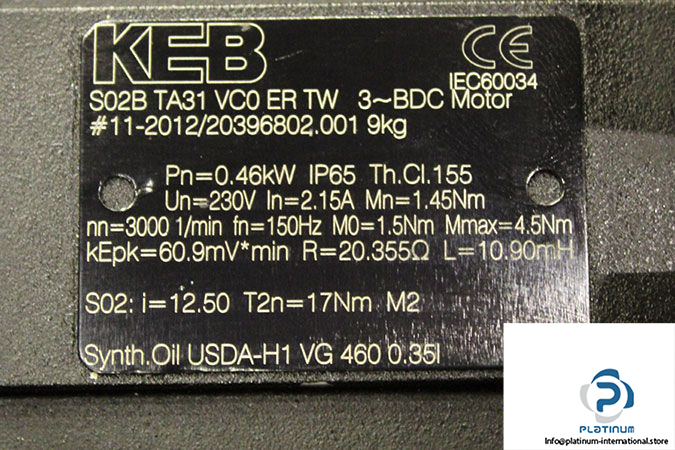 KEB
CE
IEC60034
S02B TA31 VC0 ER TW 3~BDC Motor
#11-2012/20396802.001 9kg
Pn=0.46kW IP65 Th.Cl.155
Un=230V In=2.15A Mn=1.45Nm
nn=3000 1/min fn=150Hz M0=1.5Nm Mmax=4.5Nm
kEpk=60.9mV*min R=20.355Ω L=10.90mH
S02: i=12.50 T2n=17Nm M2
Synth.Oil USDA-H1 VG 460 0.35l
PLATINUM
Info@platinum-international.store